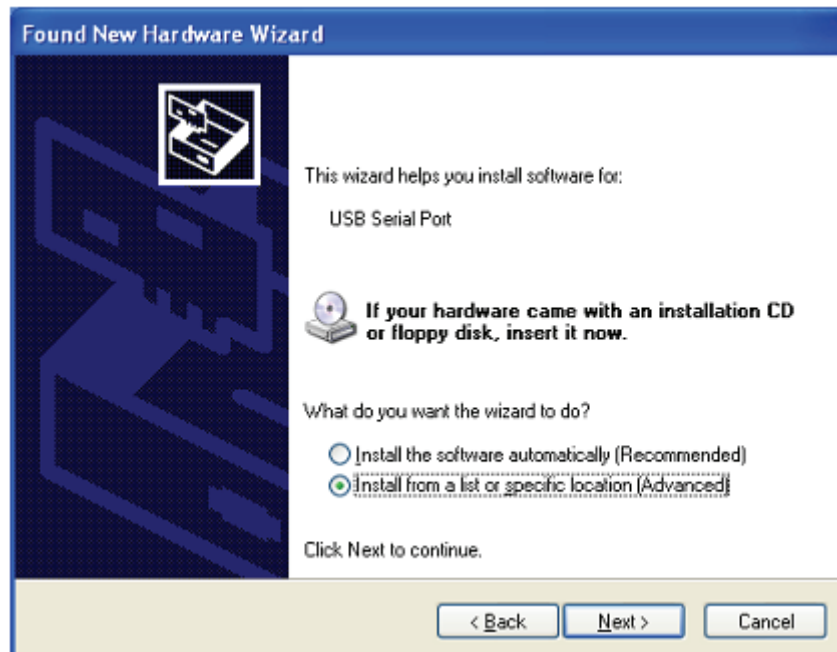 Found New Hardware Wizard
This wizard helps you install software for:
USB Serial Port
If your hardware came with an installation CD
or floppy disk, insert it now.
What do you want the wizard to do?
Install the software automatically (Recommended)
Install from a list or specific location (Advanced)
Click Next to continue.
< Back Next > Cancel